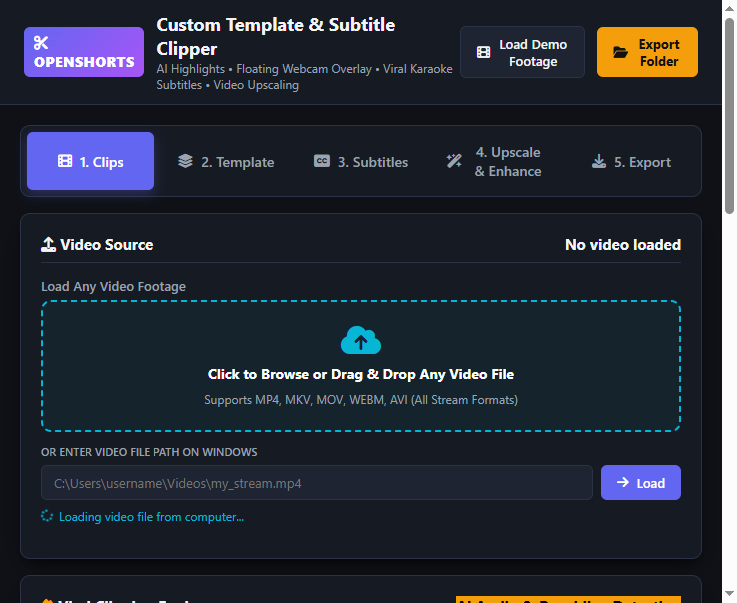 OPENSHORTS
Custom Template & Subtitle
Clipper
AI Highlights • Floating Webcam Overlay • Viral Karaoke
Subtitles • Video Upscaling
Load Demo
Footage
Export
Folder
1. Clips
2. Template
CC
3. Subtitles
4. Upscale
& Enhance
5. Export
Video Source
No video loaded
Load Any Video Footage
Click to Browse or Drag & Drop Any Video File
Supports MP4, MKV, MOV, WEBM, AVI (All Stream Formats)
OR ENTER VIDEO FILE PATH ON WINDOWS
C:\Users\username\Videos\my_stream.mp4
Load
Loading video file from computer...